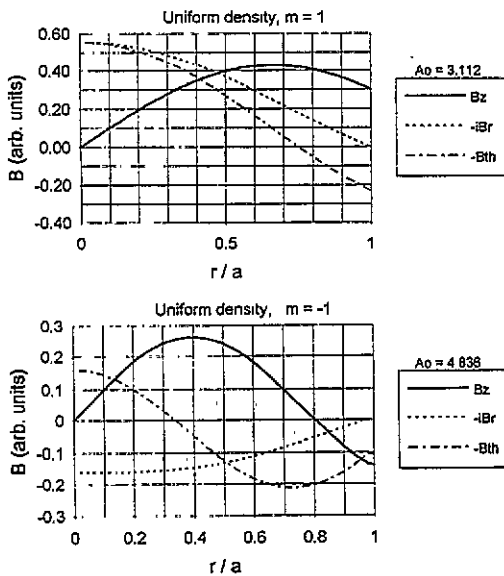 Uniform density, m = 1
B (arb. units)
0.60
0.40
0.20
0.00
-0.20
-0.40
0
0.5
1
r / a
Ao = 3.112
Bz
-iBr
-Bth
Uniform density, m = -1
B (arb. units)
0.3
0.2
0.1
0
-0.1
-0.2
-0.3
0
0.2
0.4
0.6
0.8
1
r / a
Ao = 4.836
Bz
-iBr
-Bth